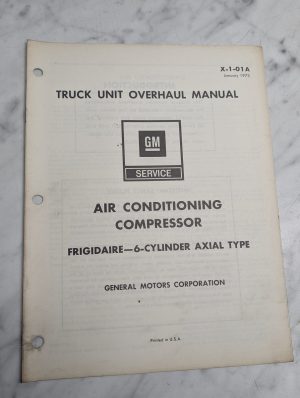 X-1-01A
January 1973
TRUCK UNIT OVERHAUL MANUAL
GM
SERVICE
AIR CONDITIONING
COMPRESSOR
FRIGIDAIRE—6-CYLINDER AXIAL TYPE
GENERAL MOTORS CORPORATION
Printed in U.S.A.